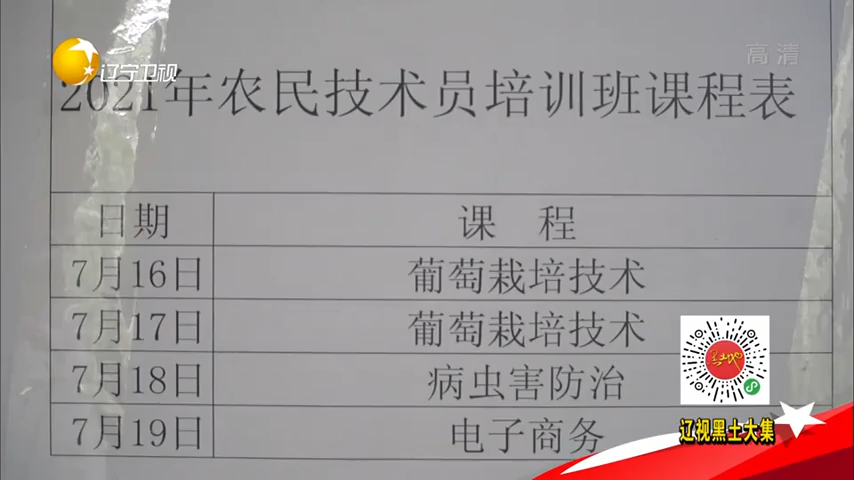 辽宁卫视
高清
2021年农民技术员培训班课程表
日期 课 程
7月16日 葡萄栽培技术
7月17日 葡萄栽培技术
7月18日 病虫害防治
7月19日 电子商务
黑土地
辽视黑土大集